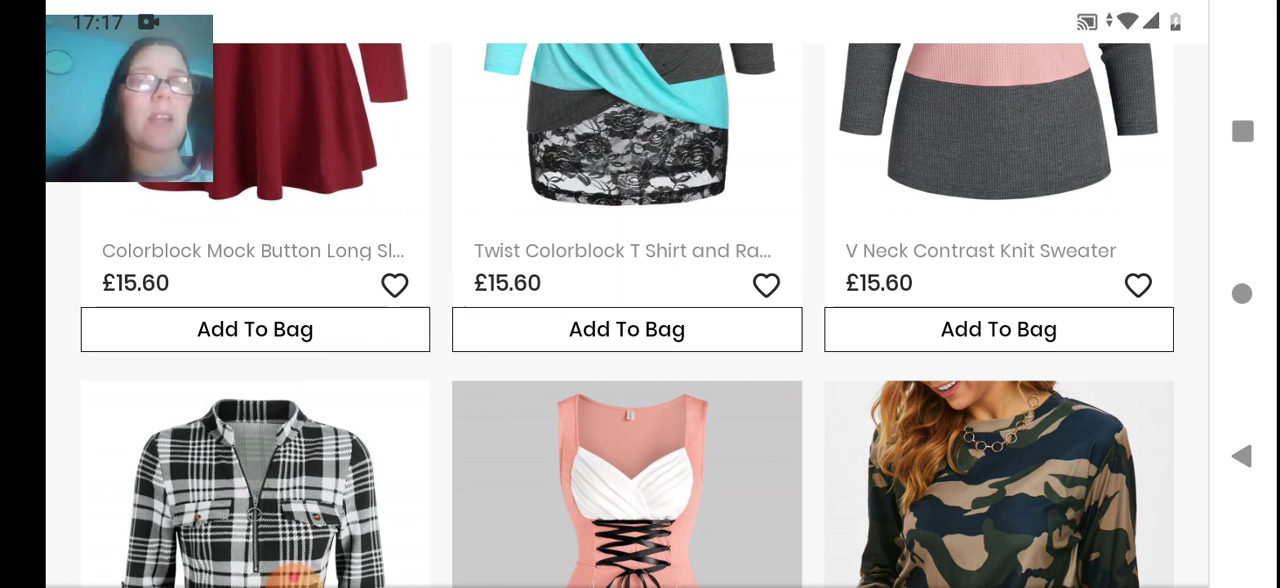 17:17
Colorblock Mock Button Long Sl...
Twist Colorblock T Shirt and Ra...
V Neck Contrast Knit Sweater
£15.60
£15.60
£15.60
Add To Bag
Add To Bag
Add To Bag